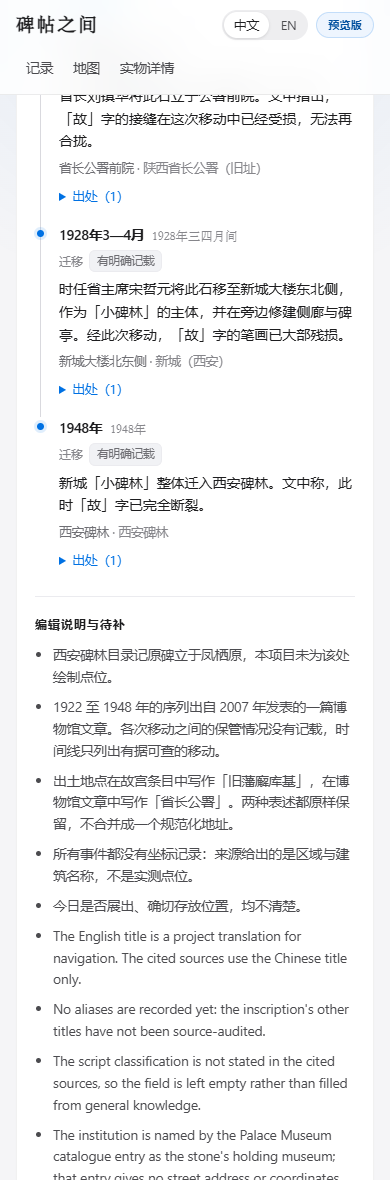 碑帖之间
中文
EN
预览版
记录 地图 实物详情
省长刘镇华将此石立于公署前院。文中指出，
「故」字的接缝在这次移动中已经受损，无法再
合拢。
省长公署前院 · 陕西省长公署（旧址）
▶ 出处（1）
1928年3—4月 1928年三四月间
迁移 有明确记载
时任省主席宋哲元将此石移至新城大楼东北侧，
作为「小碑林」的主体，并在旁边修建侧廊与碑
亭。经此次移动，「故」字的笔画已大部残损。
新城大楼北东侧 · 新城（西安）
▶ 出处（1）
1948年 1948年
迁移 有明确记载
新城「小碑林」整体迁入西安碑林。文中称，此
时「故」字已完全断裂。
西安碑林 · 西安碑林
▶ 出处（1）
编辑说明与待补
西安碑林目录记原碑立于凤栖原，本项目未为该处
绘制点位。
1922 至 1948 年的序列出自 2007 年发表的一篇博
物馆文章。各次移动之间的保管情况没有记载，时
间线只列出有据可查的移动。
出土地点在故宫条目中写作「旧藩廨库基」，在博
物馆文章中写作「省长公署」。两种表述都原样保
留，不合并成一个规范化地址。
所有事件都没有坐标记录：来源给出的是区域与建
筑名称，不是实测点位。
今日是否展出、确切存放位置，均不清楚。
The English title is a project translation for
navigation. The cited sources use the Chinese title
only.
No aliases are recorded yet: the inscription's other
titles have not been source-audited.
The script classification is not stated in the cited
sources, so the field is left empty rather than filled
from general knowledge.
The institution is named by the Palace Museum
catalogue entry as the stone's holding museum;
that entry gives no street address or coordinates